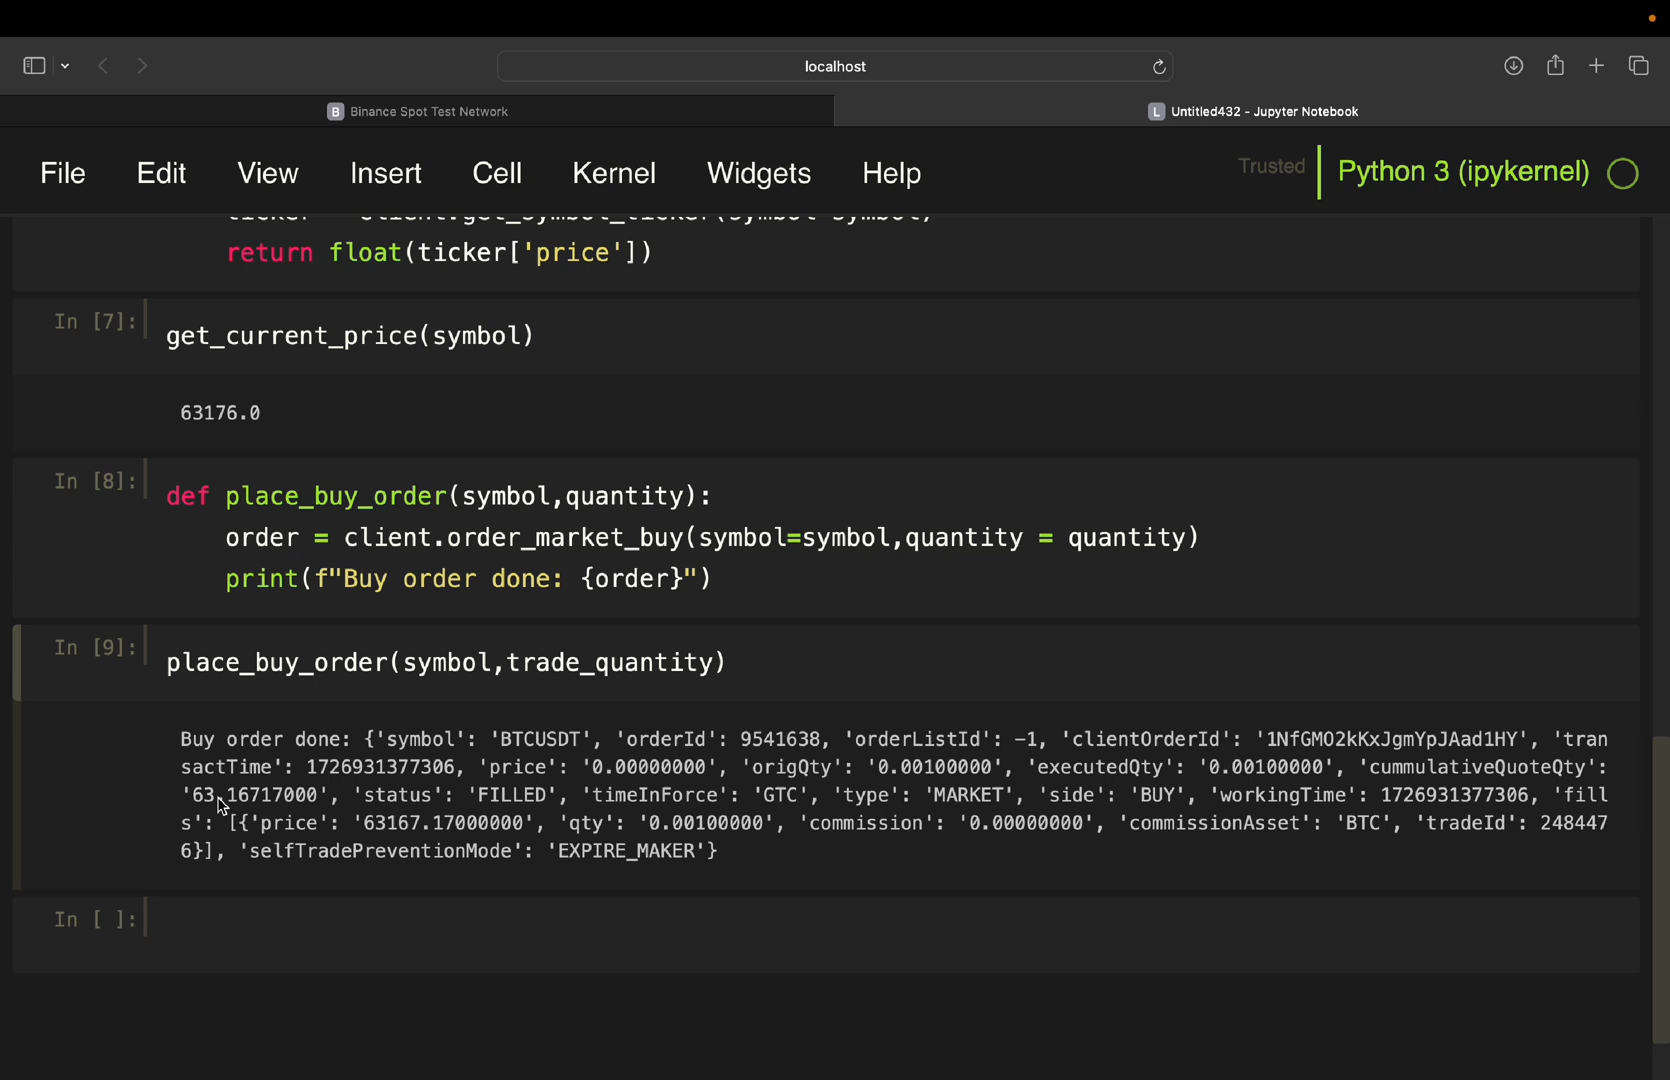 localhost
B Binance Spot Test Network
L Untitled432 - Jupyter Notebook
File Edit View Insert Cell Kernel Widgets Help Trusted Python 3 (ipykernel)
ticker = client.get_symbol_ticker(symbol=symbol)
return float(ticker['price'])
In [7]: get_current_price(symbol)
63176.0
In [8]: def place_buy_order(symbol,quantity):
order = client.order_market_buy(symbol=symbol,quantity = quantity)
print(f"Buy order done: {order}")
In [9]: place_buy_order(symbol,trade_quantity)
Buy order done: {'symbol': 'BTCUSDT', 'orderId': 9541638, 'orderListId': -1, 'clientOrderId': '1NfGMO2kKxJgmYpJAad1HY', 'tran
sactTime': 1726931377306, 'price': '0.00000000', 'origQty': '0.00100000', 'executedQty': '0.00100000', 'cummulativeQuoteQty':
'63.16717000', 'status': 'FILLED', 'timeInForce': 'GTC', 'type': 'MARKET', 'side': 'BUY', 'workingTime': 1726931377306, 'fill
s': [{'price': '63167.17000000', 'qty': '0.00100000', 'commission': '0.00000000', 'commissionAsset': 'BTC', 'tradeId': 248447
6}], 'selfTradePreventionMode': 'EXPIRE_MAKER'}
In [ ]: